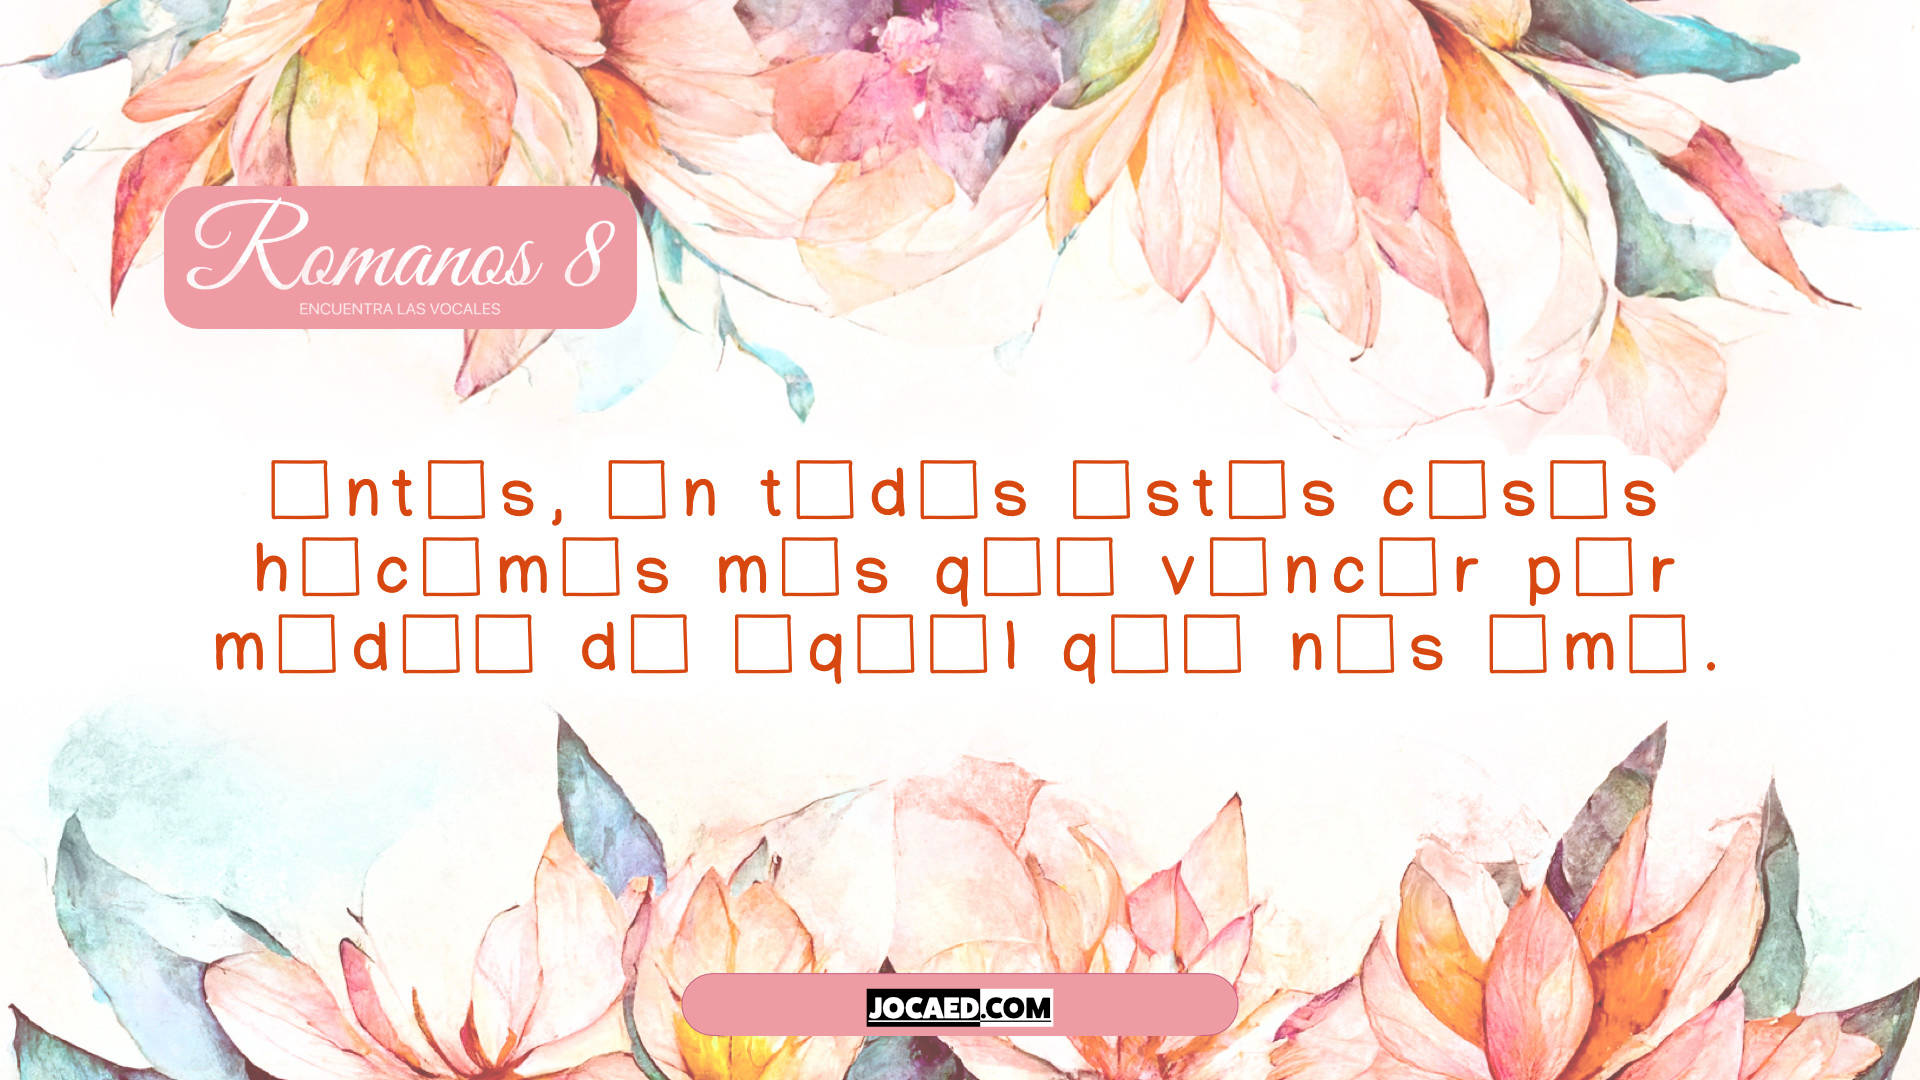 Romanos 8
ENCUENTRA LAS VOCALES
□nt□s, □n t□d□s □st□s c□s□s
h□c□m□s m□s q□□ v□nc□r p□r
m□d□□ d□ □q□□l q□□ n□s □m□.
JOCAED.COM